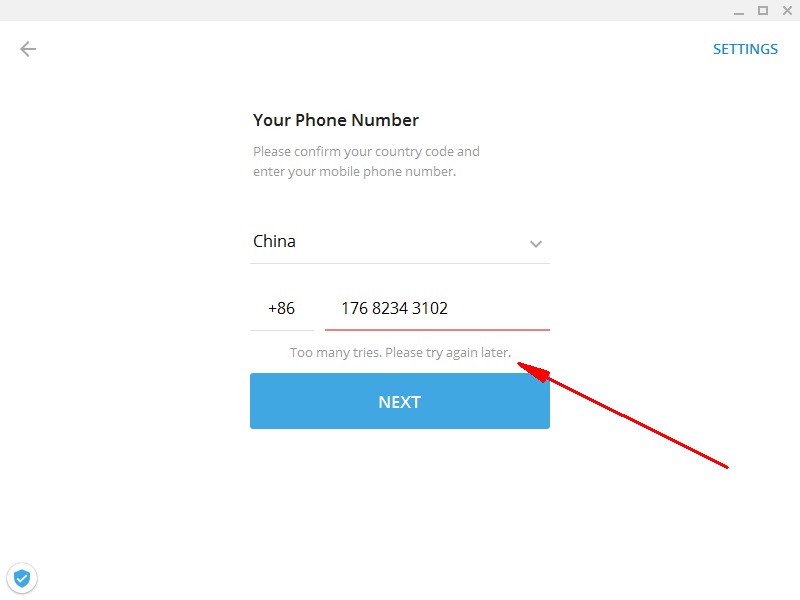 SETTINGS
Your Phone Number
Please confirm your country code and
enter your mobile phone number.
China
+86 176 8234 3102
Too many tries. Please try again later.
NEXT